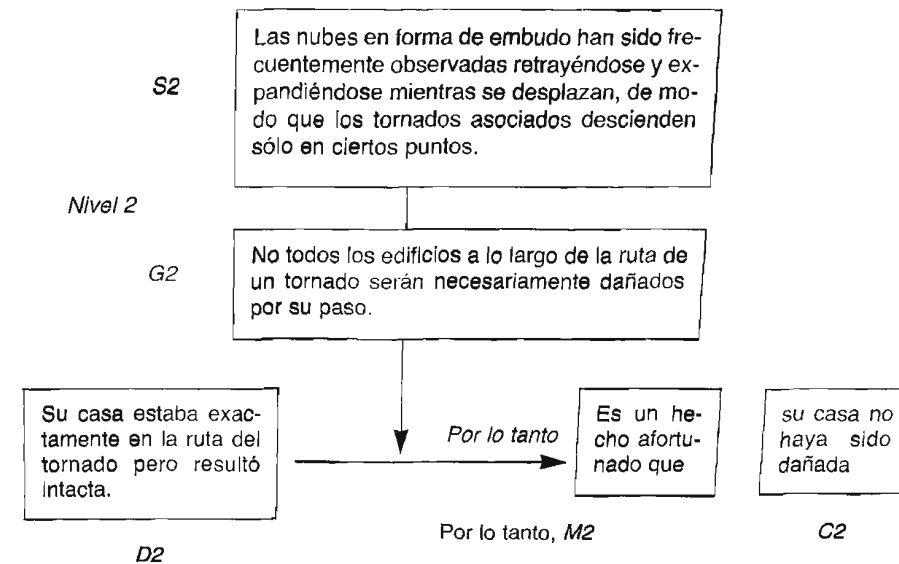 S2
Las nubes en forma de embudo han sido fre-
cuentemente observadas retrayéndose y ex-
pandiéndose mientras se desplazan, de mo-
do que los tornados asociados descienden
sólo en ciertos puntos.
Nivel 2
G2
No todos los edificios a lo largo de la ruta de
un tornado serán necesariamente dañados
por su paso.
Su casa estaba exac-
tamente en la ruta del
tornado pero resultó
intacta.
D2
Por lo tanto
Es un he-
cho afortu-
nado que
Por lo tanto, M2
su casa no
haya sido
dañada
C2